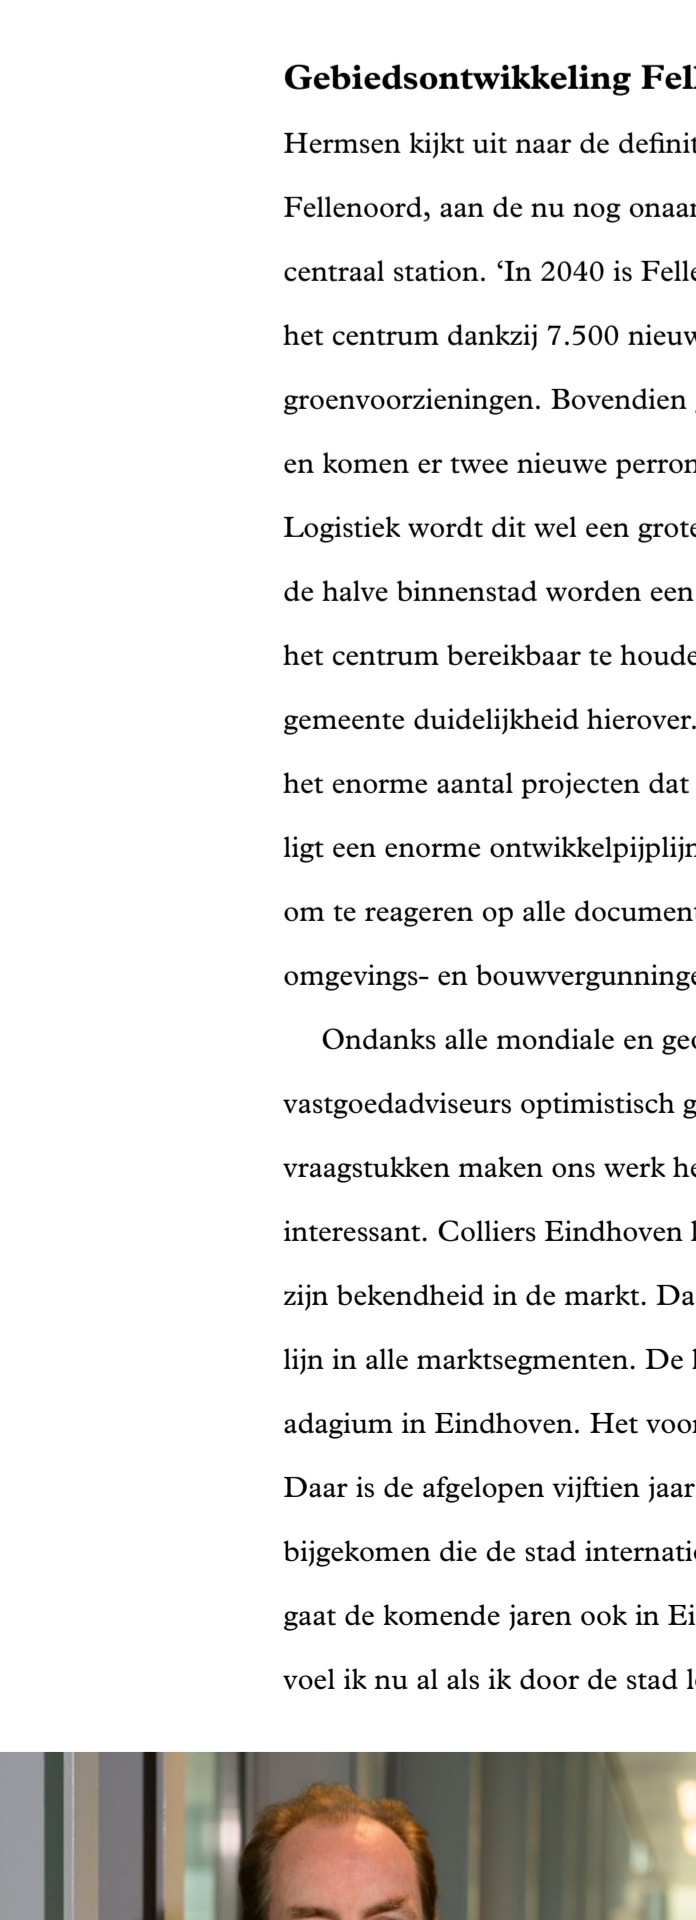 Gebiedsontwikkeling Fel
Hermsen kijkt uit naar de definit
Fellenoord, aan de nu nog onaan
centraal station. ‘In 2040 is Felle
het centrum dankzij 7.500 nieuw
groenvoorzieningen. Bovendien
en komen er twee nieuwe perron
Logistiek wordt dit wel een grote
de halve binnenstad worden een
het centrum bereikbaar te houde
gemeente duidelijkheid hierover.
het enorme aantal projecten dat
ligt een enorme ontwikkelpijplijn
om te reageren op alle document
omgevings- en bouwvergunninge
Ondanks alle mondiale en geo
vastgoedadviseurs optimistisch g
vraagstukken maken ons werk he
interessant. Colliers Eindhoven
zijn bekendheid in de markt. Da
lijn in alle marktsegmenten. De
adagium in Eindhoven. Het voor
Daar is de afgelopen vijftien jaar
bijgekomen die de stad internatio
gaat de komende jaren ook in Ei
voel ik nu al als ik door de stad l